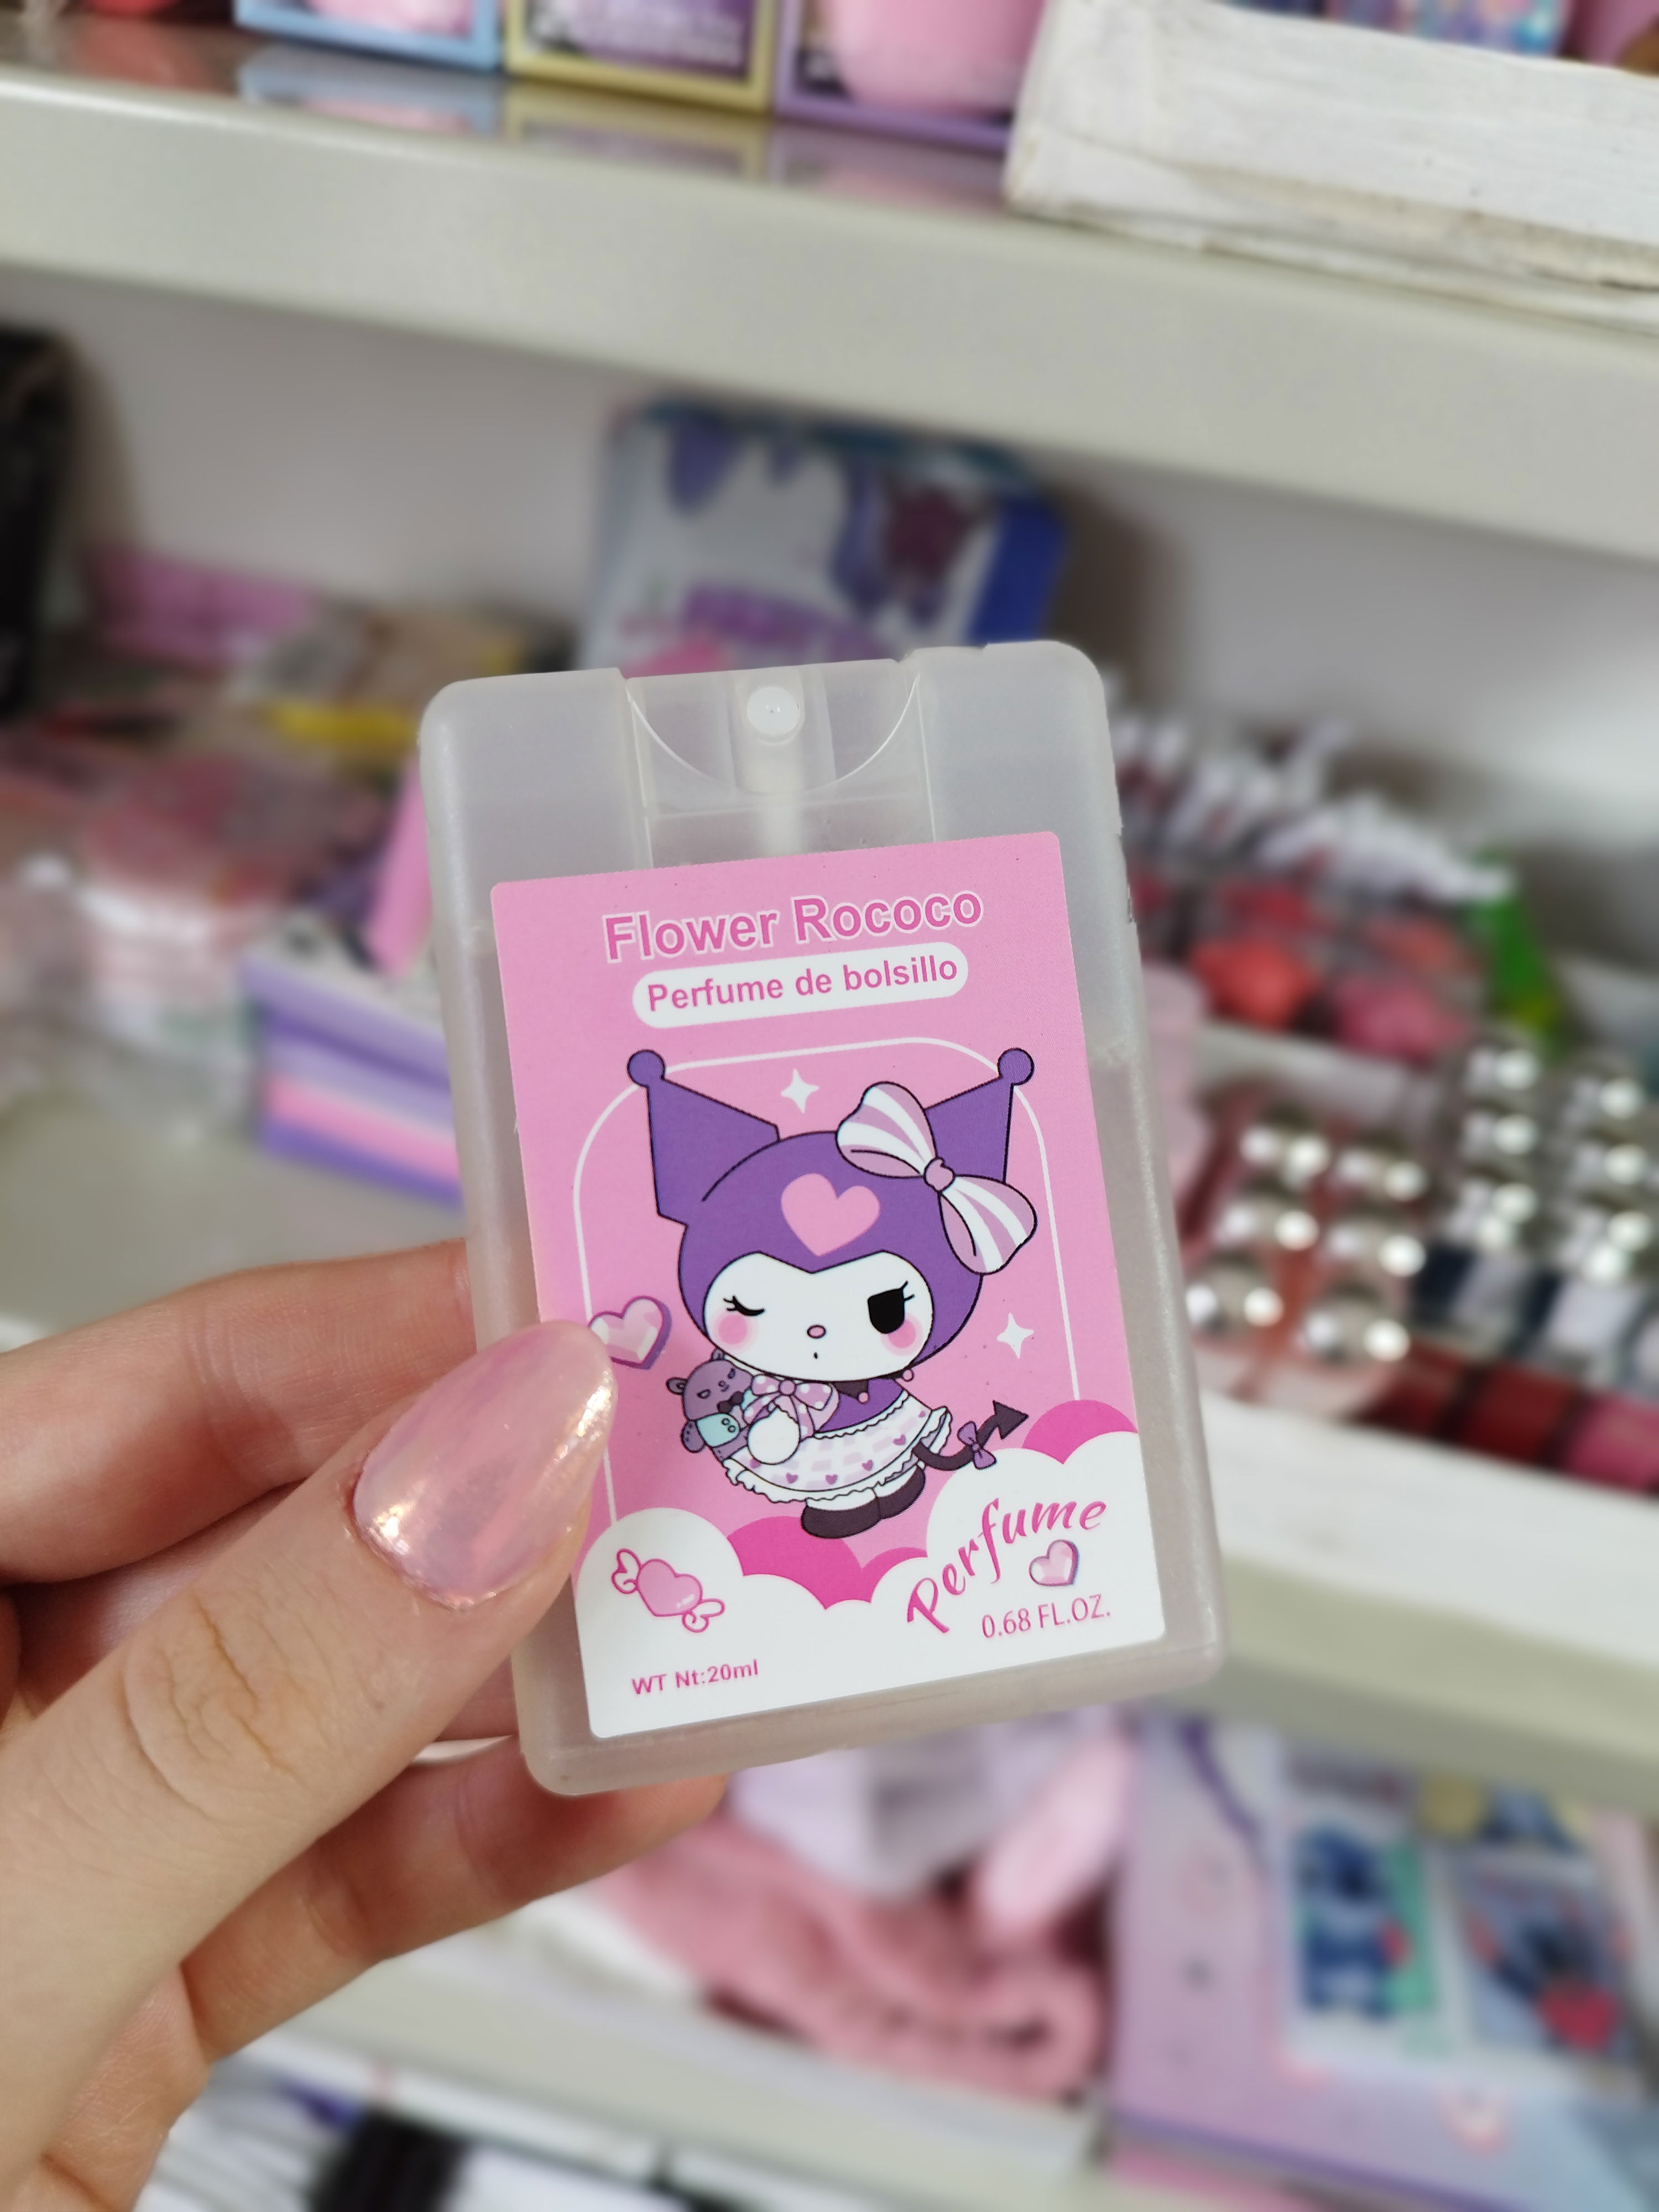 Flower Rococo
Perfume de bolsillo
Perfume
0.68 FL.OZ.
WT Nt:20ml